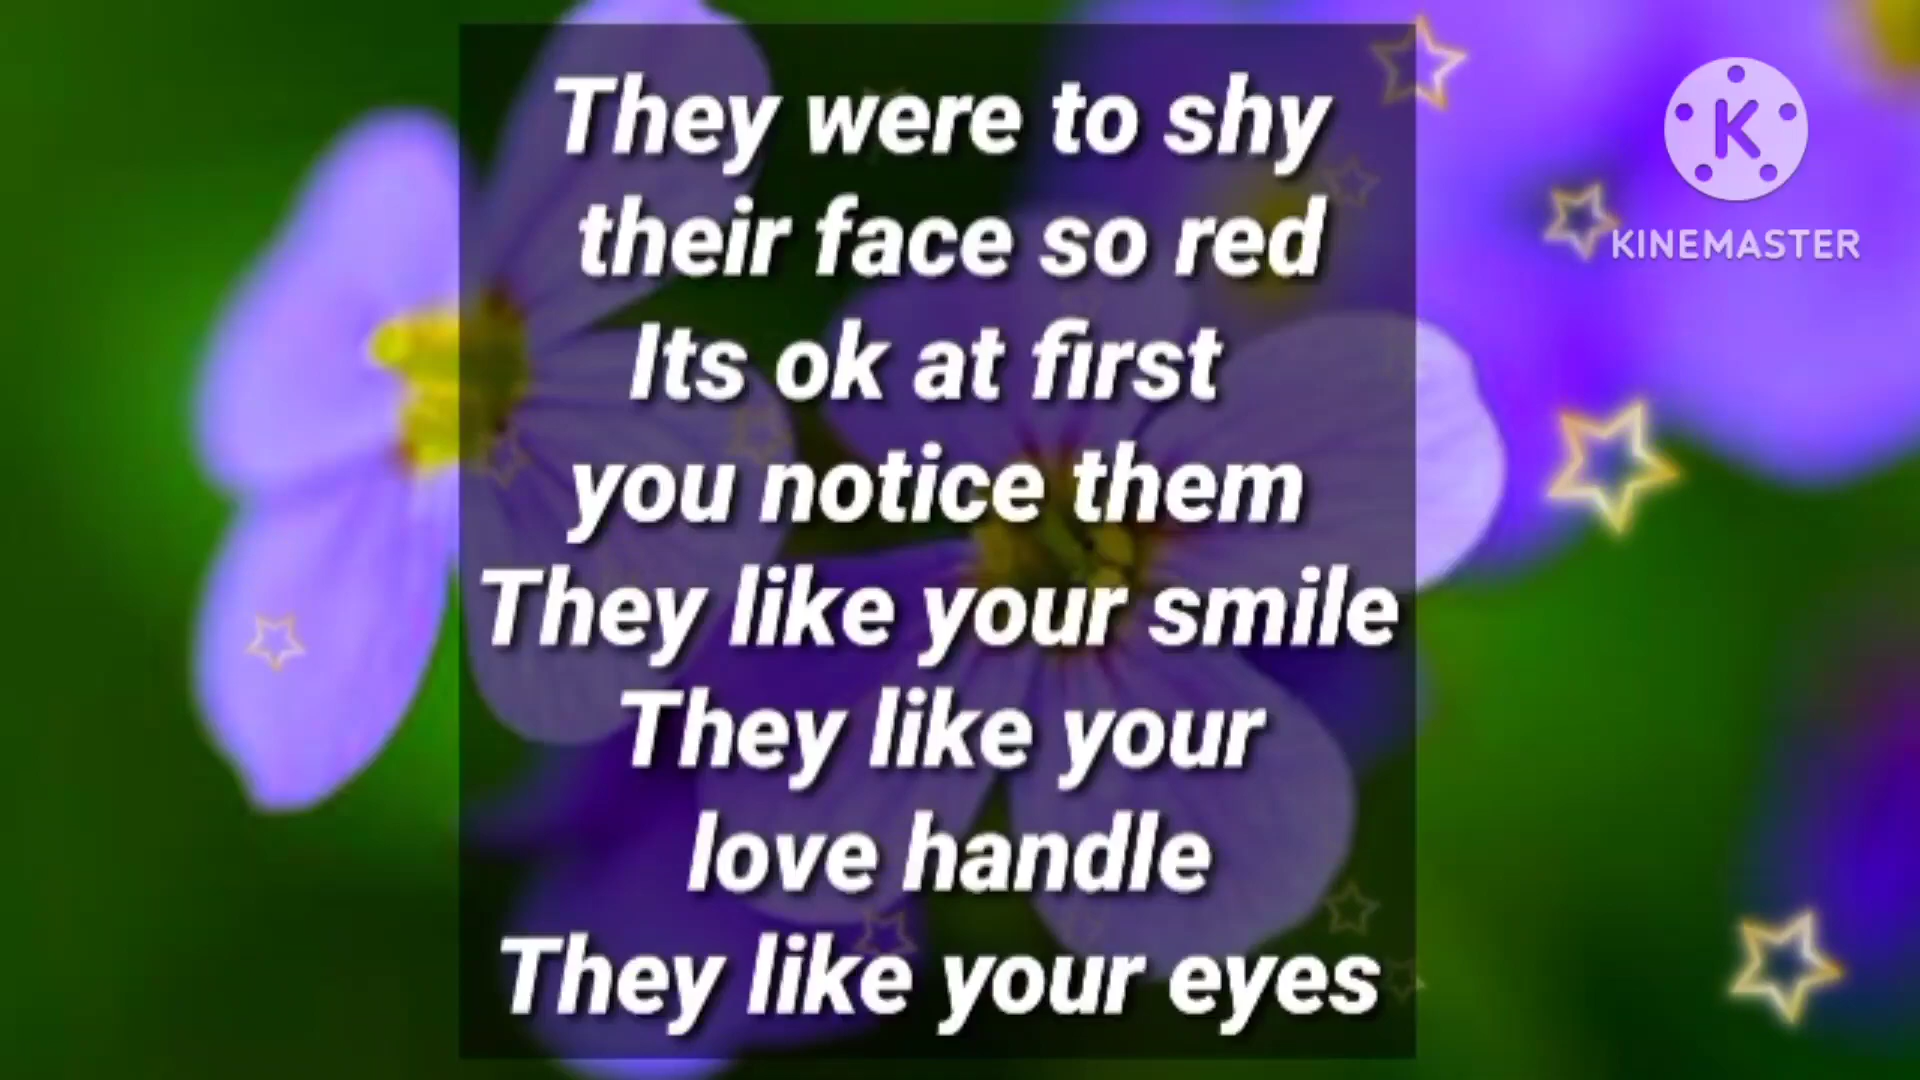 They were to shy
their face so red
Its ok at first
you notice them
They like your smile
They like your
love handle
They like your eyes
K
KINEMASTER